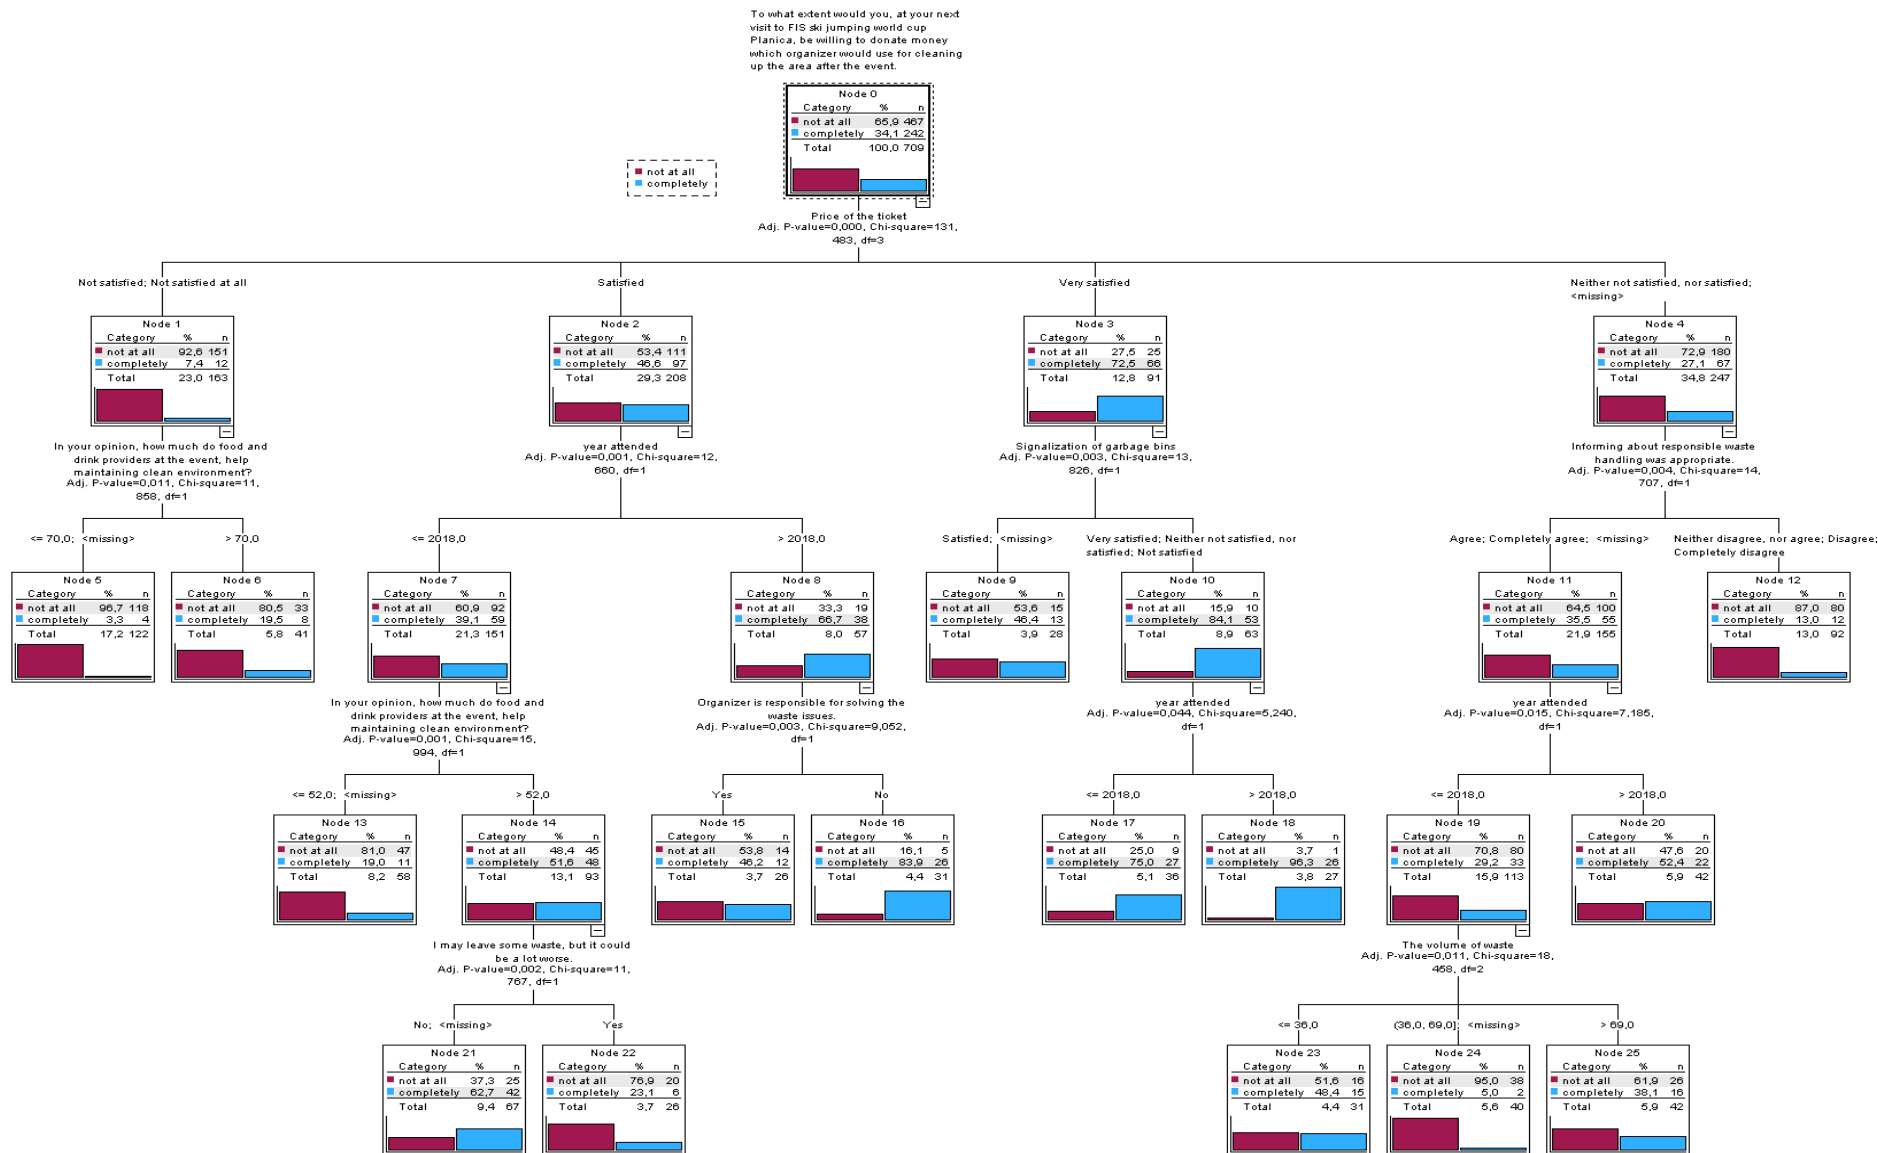 To what extent would you, at your next
visit to FIS ski jumping world cup
Planica, be willing to donate money
which organizer would use for cleaning
up the area after the event.
Node 0
Category % n
not at all 65,9 467
completely 34,1 242
Total 100,0 709
not at all
completely
Price of the ticket
Adj. P-value=0,000, Chi-square=131,
483, df=3
Not satisfied; Not satisfied at all
Satisfied
Very satisfied
Neither not satisfied, nor satisfied;
<missing>
Node 1
Category % n
not at all 92,6 151
completely 7,4 12
Total 23,0 163
Node 2
Category % n
not at all 53,4 111
completely 46,6 97
Total 29,3 208
Node 3
Category % n
not at all 27,5 25
completely 72,5 66
Total 12,8 91
Node 4
Category % n
not at all 72,9 180
completely 27,1 67
Total 34,8 247
In your opinion, how much do food and
drink providers at the event, help
maintaining clean environment?
Adj. P-value=0,011, Chi-square=11,
858, df=1
year attended
Adj. P-value=0,001, Chi-square=12,
660, df=1
Signalization of garbage bins
Adj. P-value=0,003, Chi-square=13,
826, df=1
Informing about responsible waste
handling was appropriate.
Adj. P-value=0,004, Chi-square=14,
707, df=1
<= 70,0; <missing>
> 70,0
<= 2018,0
> 2018,0
Satisfied; <missing>
Very satisfied; Neither not satisfied, nor
satisfied; Not satisfied
Agree; Completely agree; <missing>
Neither disagree, nor agree; Disagree;
Completely disagree
Node 5
Category % n
not at all 96,7 118
completely 3,3 4
Total 17,2 122
Node 6
Category % n
not at all 80,5 33
completely 19,5 8
Total 5,8 41
Node 7
Category % n
not at all 60,9 92
completely 39,1 59
Total 21,3 151
Node 8
Category % n
not at all 33,3 19
completely 66,7 38
Total 8,0 57
Node 9
Category % n
not at all 53,6 15
completely 46,4 13
Total 3,9 28
Node 10
Category % n
not at all 15,9 10
completely 84,1 53
Total 8,9 63
Node 11
Category % n
not at all 64,5 100
completely 35,5 55
Total 21,9 155
Node 12
Category % n
not at all 87,0 80
completely 13,0 12
Total 13,0 92
In your opinion, how much do food and
drink providers at the event, help
maintaining clean environment?
Adj. P-value=0,001, Chi-square=15,
994, df=1
Organizer is responsible for solving the
waste issues.
Adj. P-value=0,003, Chi-square=9,052,
df=1
year attended
Adj. P-value=0,044, Chi-square=5,240,
df=1
year attended
Adj. P-value=0,015, Chi-square=7,185,
df=1
<= 52,0; <missing>
> 52,0
Yes
No
<= 2018,0
> 2018,0
<= 2018,0
> 2018,0
Node 13
Category % n
not at all 81,0 47
completely 19,0 11
Total 8,2 58
Node 14
Category % n
not at all 48,4 45
completely 51,6 48
Total 13,1 93
Node 15
Category % n
not at all 53,8 14
completely 46,2 12
Total 3,7 26
Node 16
Category % n
not at all 16,1 5
completely 83,9 26
Total 4,4 31
Node 17
Category % n
not at all 25,0 9
completely 75,0 27
Total 5,1 36
Node 18
Category % n
not at all 3,7 1
completely 96,3 26
Total 3,8 27
Node 19
Category % n
not at all 70,8 80
completely 29,2 33
Total 15,9 113
Node 20
Category % n
not at all 47,6 20
completely 52,4 22
Total 5,9 42
I may leave some waste, but it could
be a lot worse.
Adj. P-value=0,002, Chi-square=11,
767, df=1
The volume of waste
Adj. P-value=0,011, Chi-square=18,
458, df=2
No; <missing>
Yes
<= 36,0
(36,0, 69,0]; <missing>
> 69,0
Node 21
Category % n
not at all 37,3 25
completely 62,7 42
Total 9,4 67
Node 22
Category % n
not at all 76,9 20
completely 23,1 6
Total 3,7 26
Node 23
Category % n
not at all 51,6 16
completely 48,4 15
Total 4,4 31
Node 24
Category % n
not at all 95,0 38
completely 5,0 2
Total 5,6 40
Node 25
Category % n
not at all 61,9 26
completely 38,1 16
Total 5,9 42